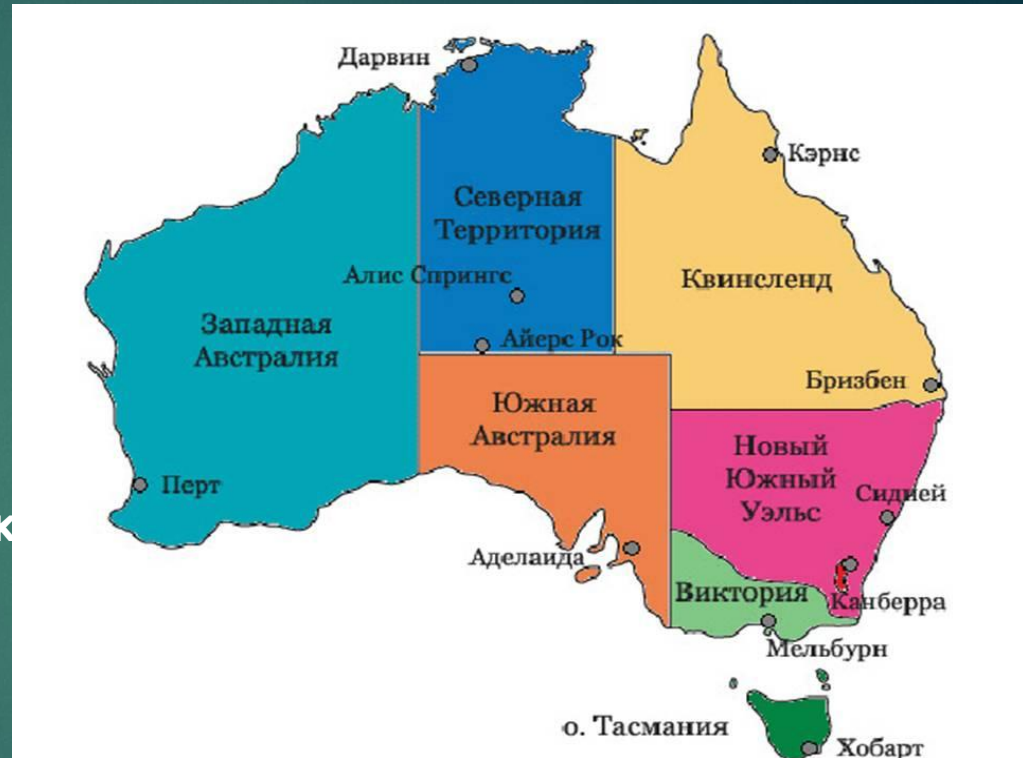 Дарвин
Кэрнс
Северная
Территория
Алис Спрингс
Квинсленд
Западная
Австралия
Айерс Рок
Бризбен
Южная
Австралия
Новый
Южный
Уэльс
Сидней
Перт
к
Аделаида
Виктория
Канберра
Мельбурн
о. Тасмания
Хобарт